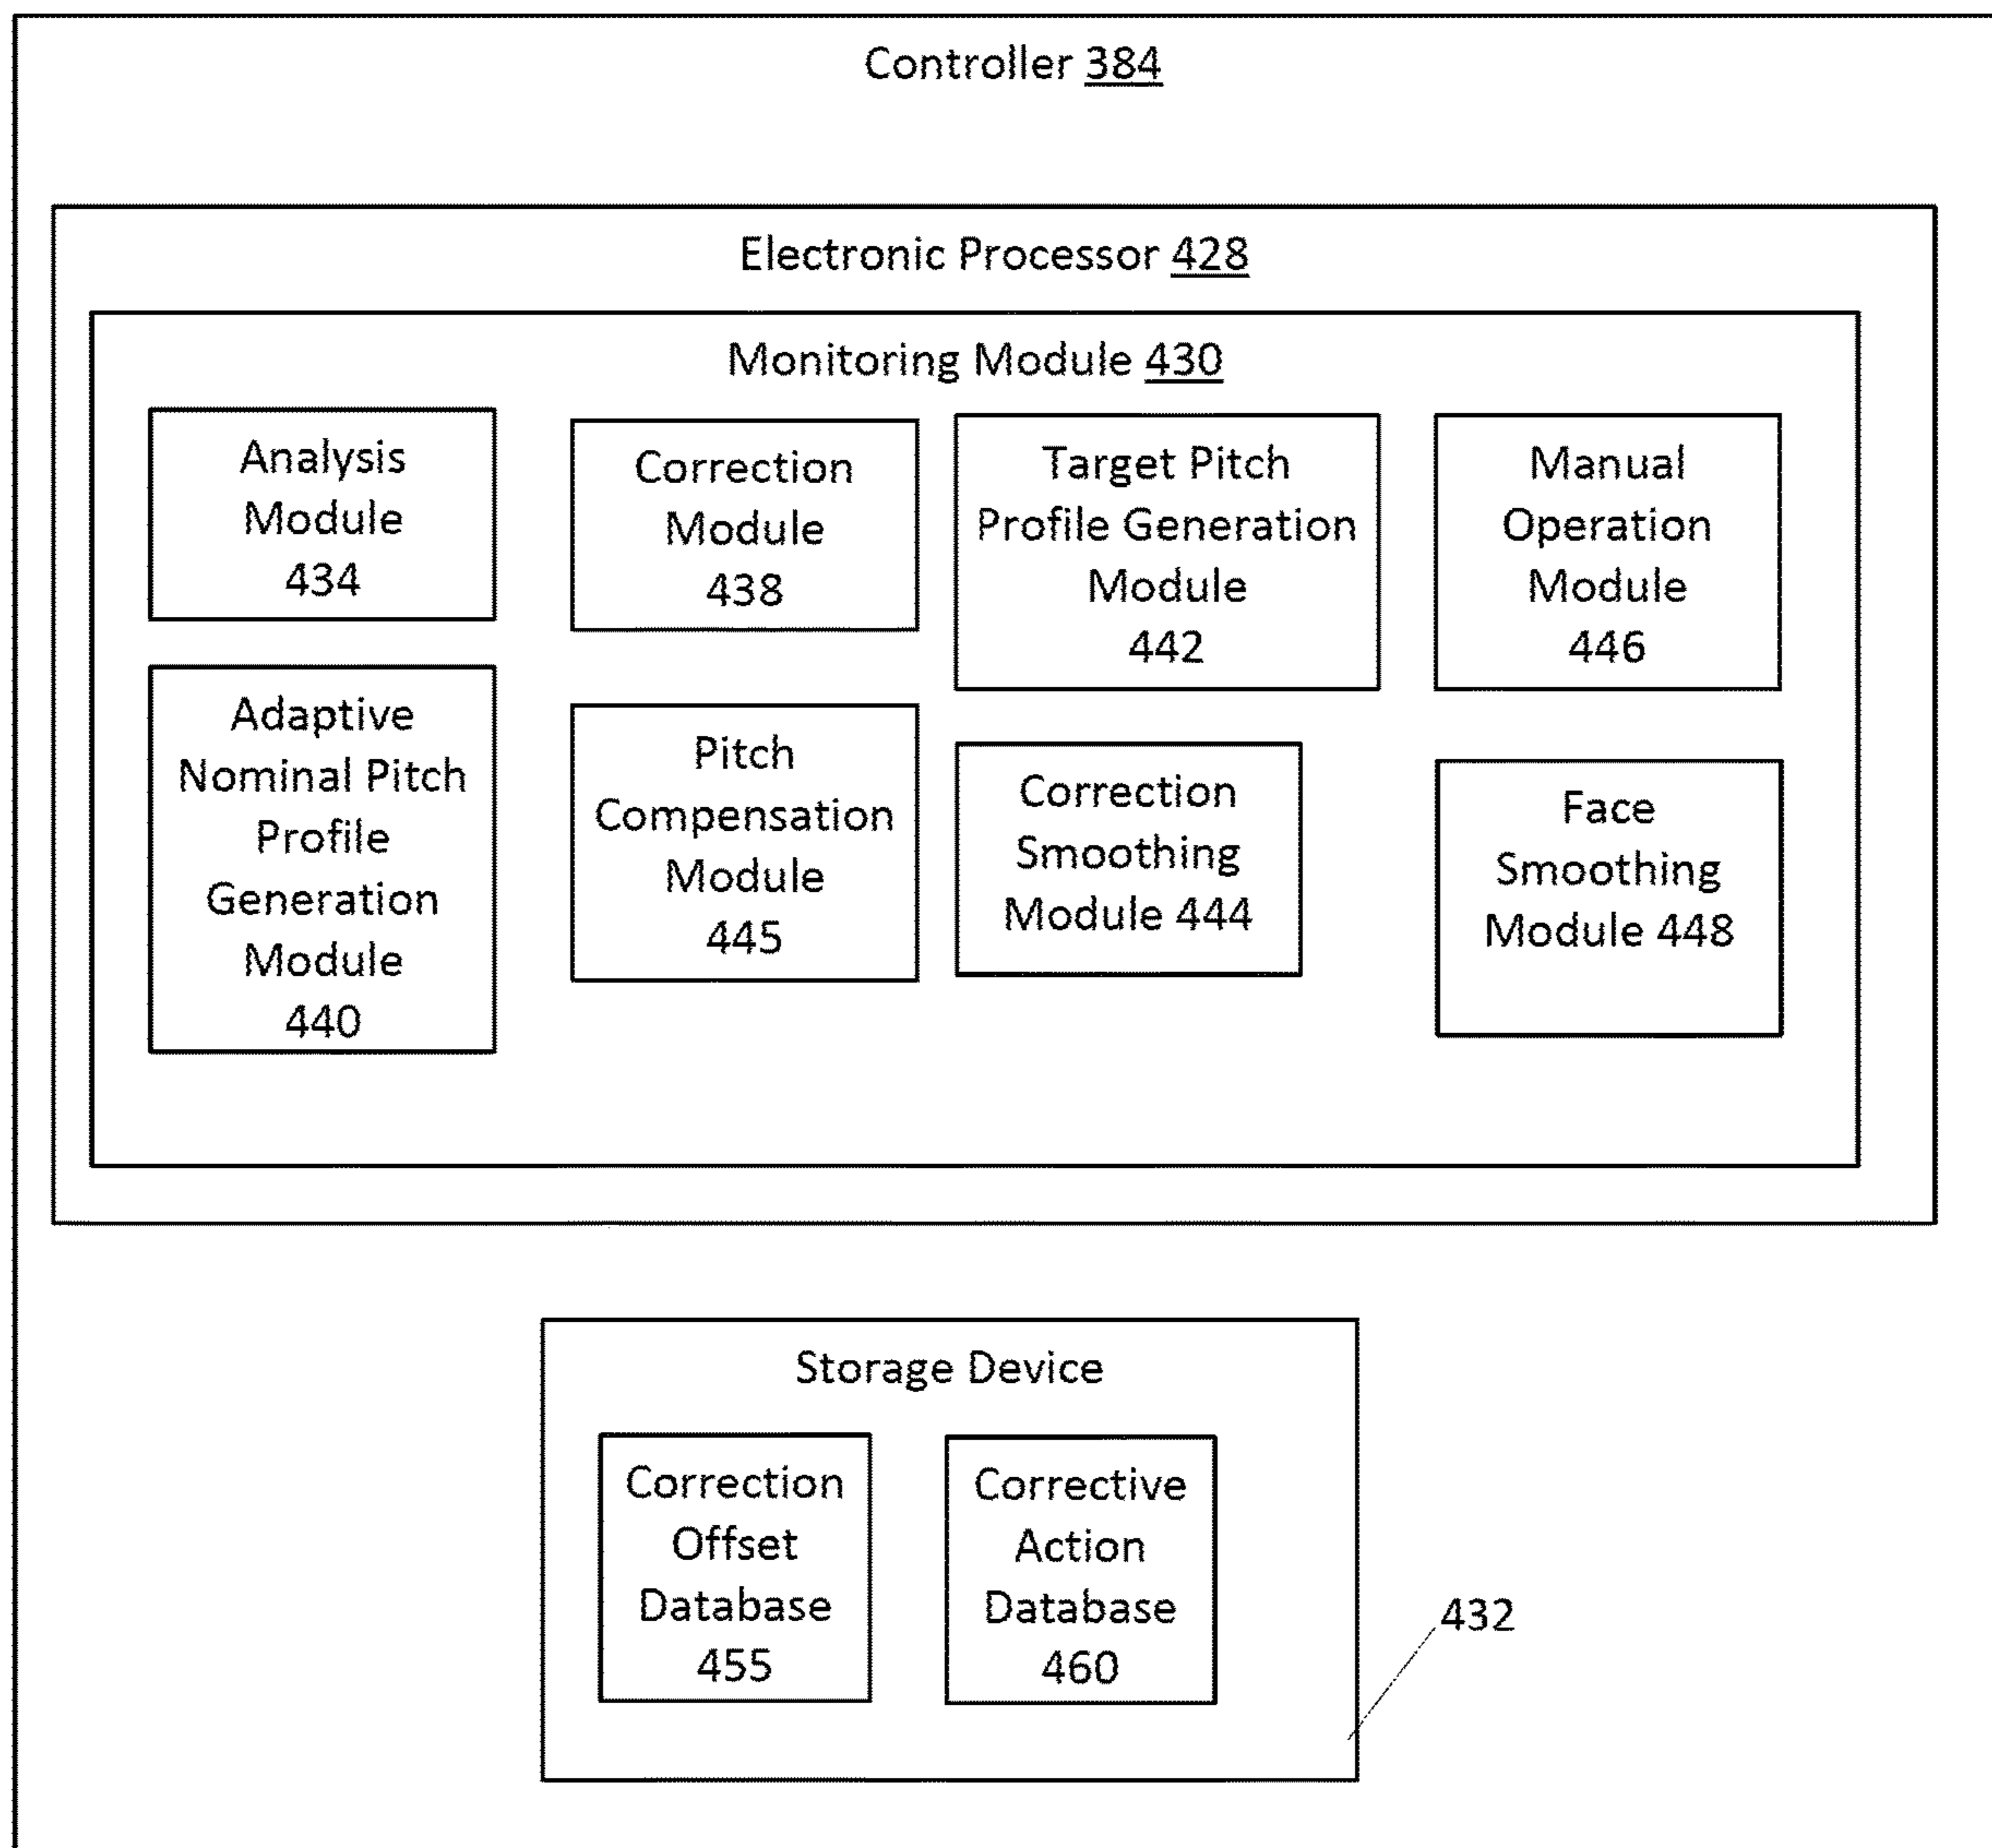 Controller 384
Electronic Processor 428
Monitoring Module 430
Analysis
Module
434
Correction
Module
438
Target Pitch
Profile Generation
Module
442
Manual
Operation
Module
446
Adaptive
Nominal Pitch
Profile
Generation
Module
440
Pitch
Compensation
Module
445
Correction
Smoothing
Module 444
Face
Smoothing
Module 448
Storage Device
Correction
Offset
Database
455
Corrective
Action
Database
460
432